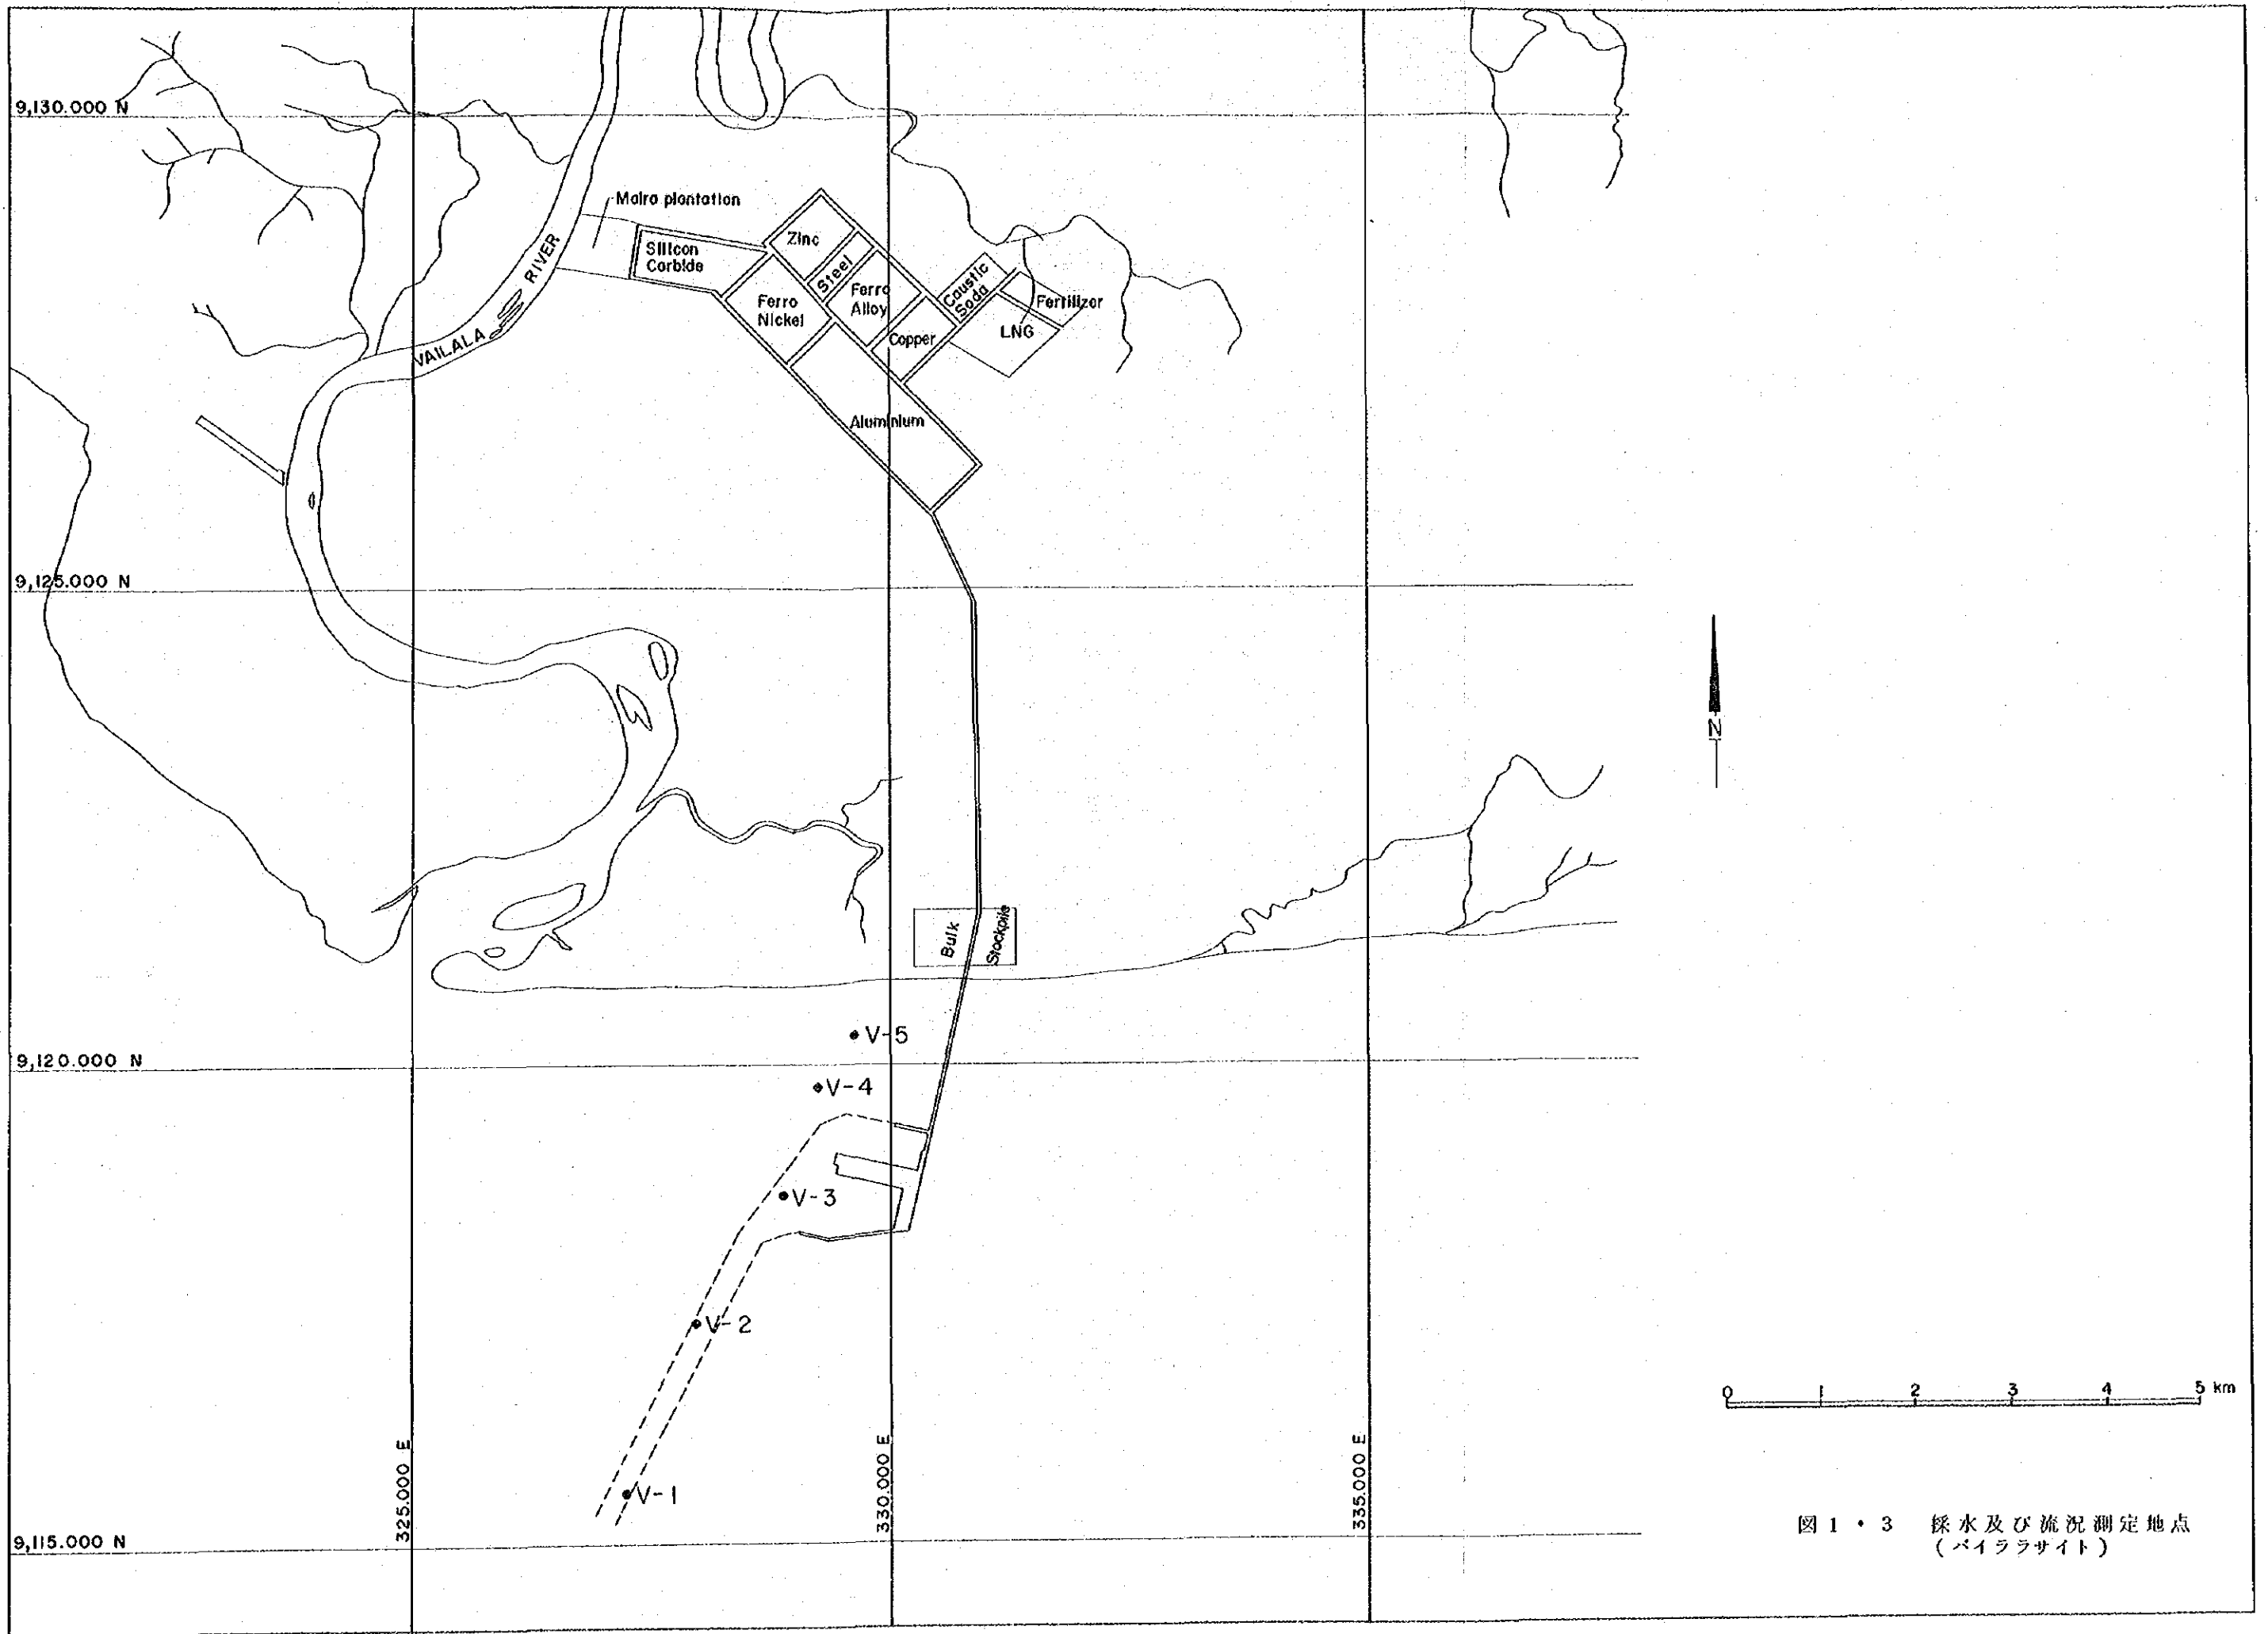 9,130.000 N
Maira plantation
Silicon
Carbide
Zinc
Steel
Ferro
Alloy
Ferro
Nickel
Caustic
Soda
Fertilizer
LNG
Copper
VAILALA RIVER
Aluminium
9,125.000 N
N
Bulk
Stockpile
V-5
9,120.000 N
V-4
V-3
V-2
0 1 2 3 4 5 km
325.000 E
330.000 E
335.000 E
V-1
9,115.000 N
図1・3 採水及び流況測定地点
(バイララサイト)